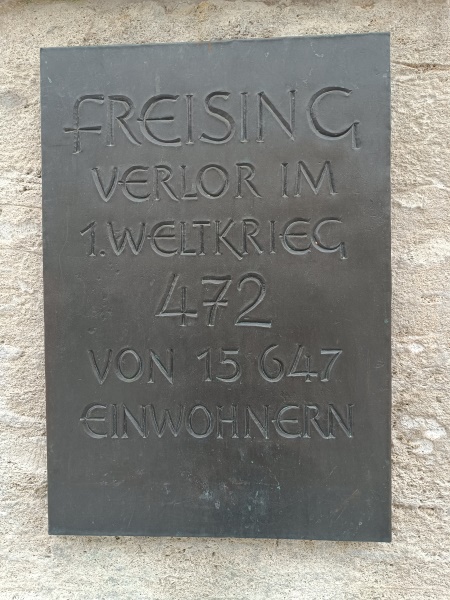 FREISING
VERLOR IM
1. WELTKRIEG
472
VON 15 647
EINWOHNERN